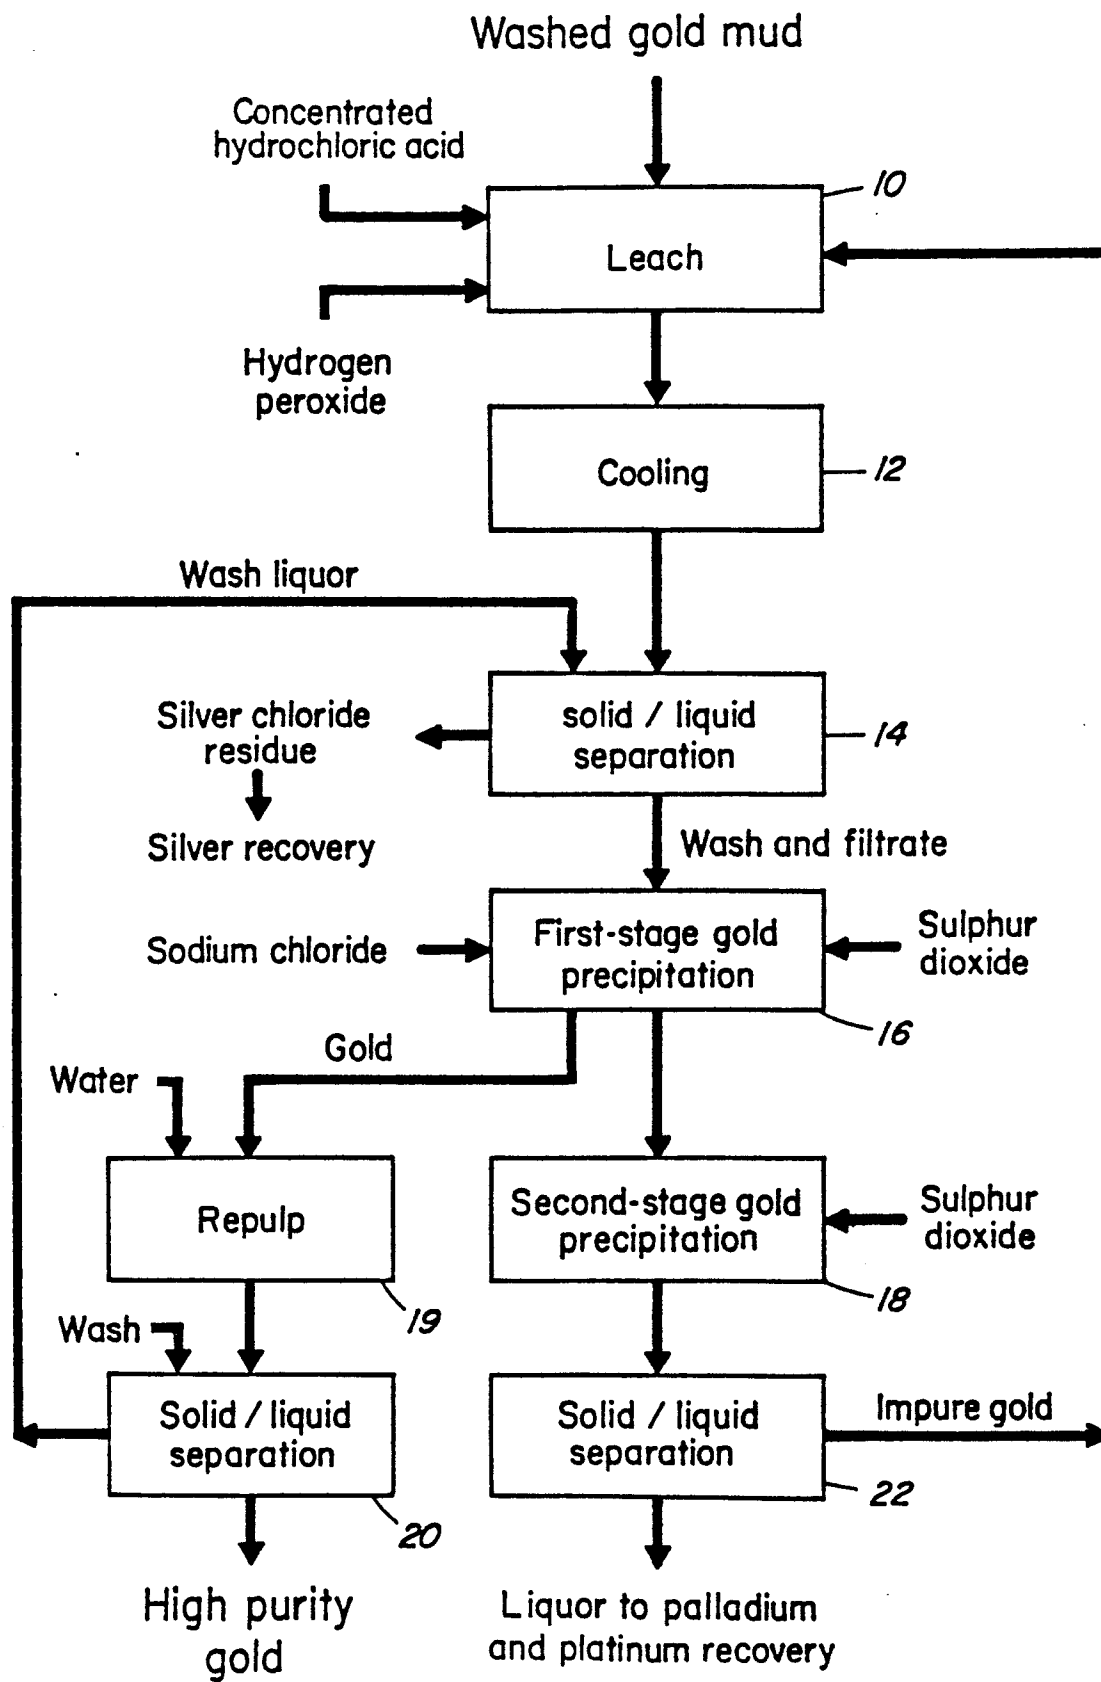 Washed gold mud
Concentrated
hydrochloric acid
10
Leach
Hydrogen
peroxide
Cooling
12
Wash liquor
Silver chloride
residue
solid / liquid
separation
14
Silver recovery
Wash and filtrate
Sodium chloride
First-stage gold
precipitation
Sulphur
dioxide
16
Gold
Water
Repulp
19
Second-stage gold
precipitation
Sulphur
dioxide
18
Wash
Solid / liquid
separation
20
Solid / liquid
separation
Impure gold
22
High purity
gold
Liquor to palladium
and platinum recovery